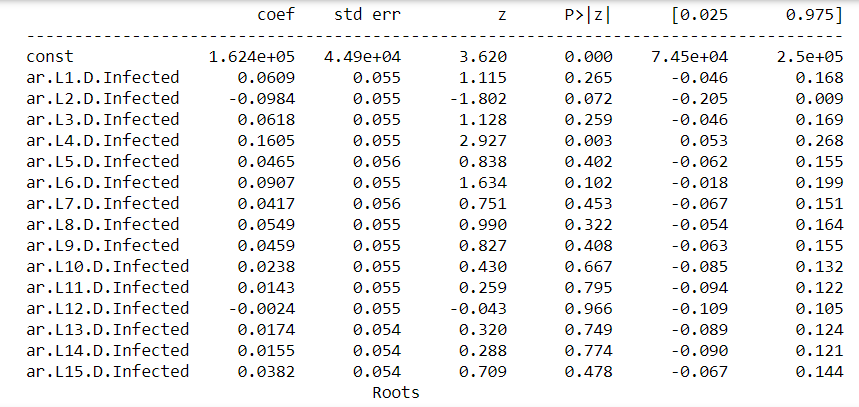 coef std err z P>|z| [0.025 0.975]
------------------------------------------------------------------------------------
const 1.624e+05 4.49e+04 3.620 0.000 7.45e+04 2.5e+05
ar.L1.D.Infected 0.0609 0.055 1.115 0.265 -0.046 0.168
ar.L2.D.Infected -0.0984 0.055 -1.802 0.072 -0.205 0.009
ar.L3.D.Infected 0.0618 0.055 1.128 0.259 -0.046 0.169
ar.L4.D.Infected 0.1605 0.055 2.927 0.003 0.053 0.268
ar.L5.D.Infected 0.0465 0.056 0.838 0.402 -0.062 0.155
ar.L6.D.Infected 0.0907 0.055 1.634 0.102 -0.018 0.199
ar.L7.D.Infected 0.0417 0.056 0.751 0.453 -0.067 0.151
ar.L8.D.Infected 0.0549 0.055 0.990 0.322 -0.054 0.164
ar.L9.D.Infected 0.0459 0.055 0.827 0.408 -0.063 0.155
ar.L10.D.Infected 0.0238 0.055 0.430 0.667 -0.085 0.132
ar.L11.D.Infected 0.0143 0.055 0.259 0.795 -0.094 0.122
ar.L12.D.Infected -0.0024 0.055 -0.043 0.966 -0.109 0.105
ar.L13.D.Infected 0.0174 0.054 0.320 0.749 -0.089 0.124
ar.L14.D.Infected 0.0155 0.054 0.288 0.774 -0.090 0.121
ar.L15.D.Infected 0.0382 0.054 0.709 0.478 -0.067 0.144
Roots